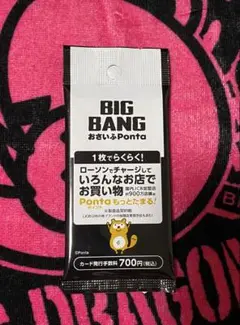 BIG
BANG
おさいふPonta
1枚でらくらく!
ローソンでチャージして
いろんなお店で
お買い物
Pontaもっとたまる!
©Ponta
カード発行手数料 700円(税込)
DRAGON